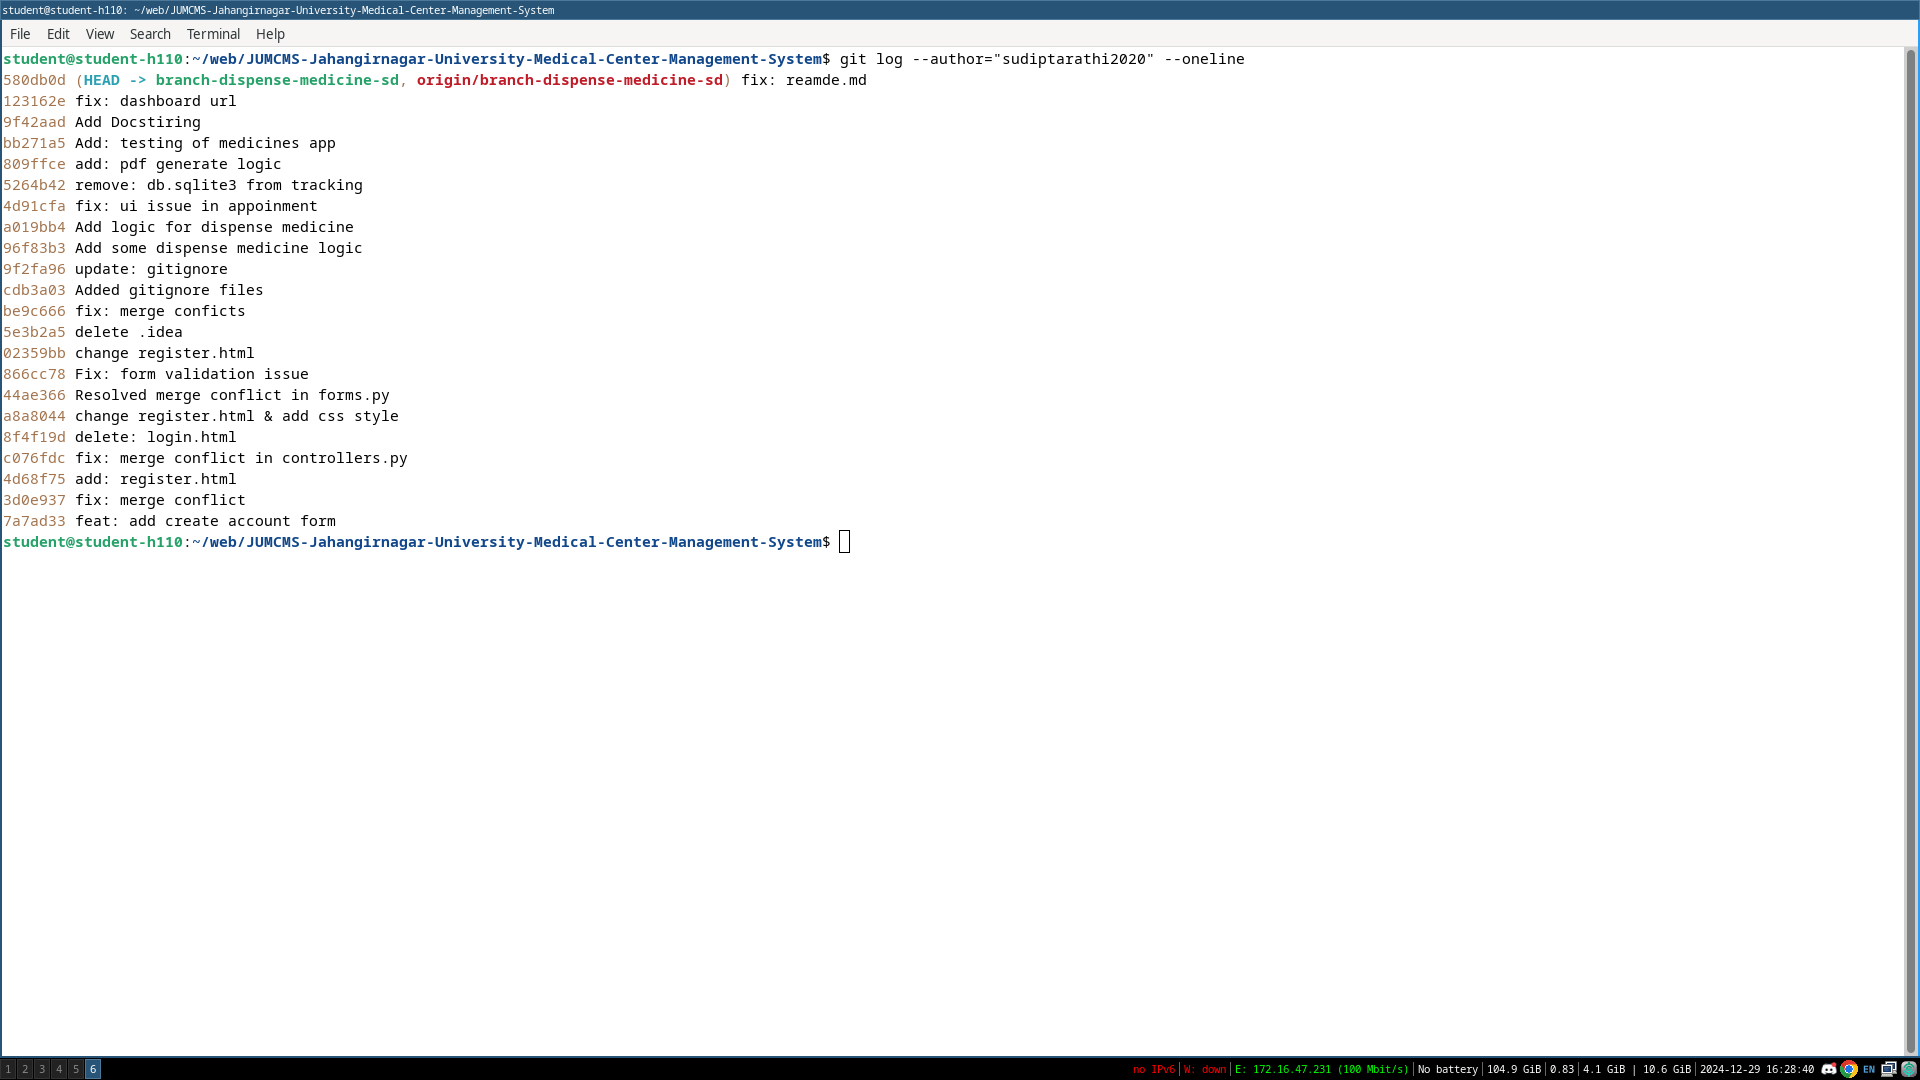 student@student-h110: ~/web/JUMCMS-Jahangirnagar-University-Medical-Center-Management-System
File Edit View Search Terminal Help
student@student-h110:~/web/JUMCMS-Jahangirnagar-University-Medical-Center-Management-System$ git log --author="sudiptarathi2020" --oneline
580db0d (HEAD -> branch-dispense-medicine-sd, origin/branch-dispense-medicine-sd) fix: reamde.md
123162e fix: dashboard url
9f42aad Add Docstiring
bb271a5 Add: testing of medicines app
809ffce add: pdf generate logic
5264b42 remove: db.sqlite3 from tracking
4d91cfa fix: ui issue in appoinment
a019bb4 Add logic for dispense medicine
96f83b3 Add some dispense medicine logic
9f2fa96 update: gitignore
cdb3a03 Added gitignore files
be9c666 fix: merge conficts
5e3b2a5 delete .idea
02359bb change register.html
866cc78 Fix: form validation issue
44ae366 Resolved merge conflict in forms.py
a8a8044 change register.html & add css style
8f4f19d delete: login.html
c076fdc fix: merge conflict in controllers.py
4d68f75 add: register.html
3d0e937 fix: merge conflict
7a7ad33 feat: add create account form
student@student-h110:~/web/JUMCMS-Jahangirnagar-University-Medical-Center-Management-System$
1 2 3 4 5 6 no IPv6 | W: down | E: 172.16.47.231 (100 Mbit/s) | No battery | 104.9 GiB | 0.83 | 4.1 GiB | 10.6 GiB | 2024-12-29 16:28:40 EN